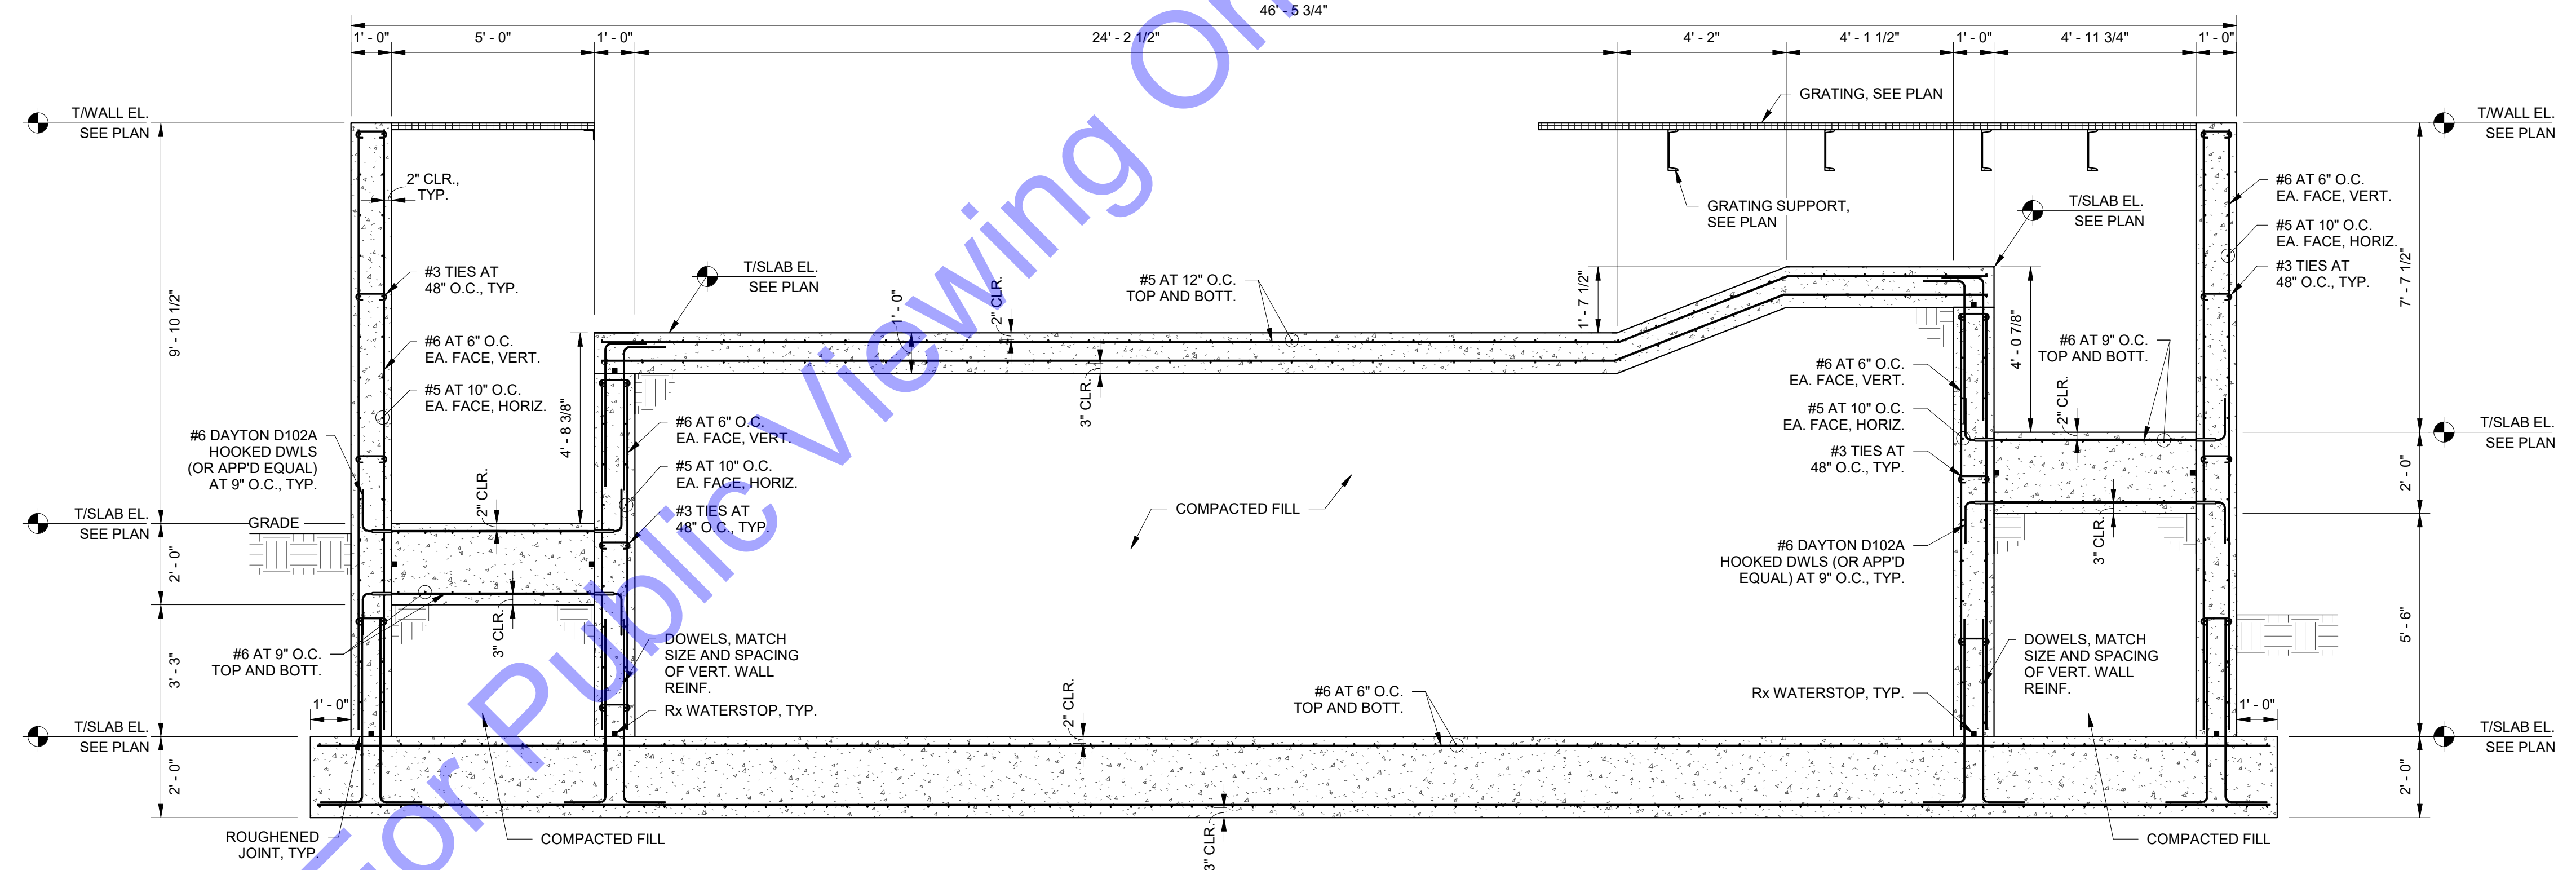 46' - 5 3/4"
1' - 0"
5' - 0"
1' - 0"
24' - 2 1/2"
4' - 2"
4' - 1 1/2"
1' - 0"
4' - 11 3/4"
1' - 0"
T/WALL EL.
SEE PLAN
GRATING, SEE PLAN
T/WALL EL.
SEE PLAN
2" CLR.,
TYP.
GRATING SUPPORT,
SEE PLAN
T/SLAB EL.
SEE PLAN
#6 AT 6" O.C.
EA. FACE, VERT.
#5 AT 10" O.C.
EA. FACE, HORIZ.
#3 TIES AT
48" O.C., TYP.
9' - 10 1/2"
#3 TIES AT
48" O.C., TYP.
#6 AT 6" O.C.
EA. FACE, VERT.
#5 AT 10" O.C.
EA. FACE, HORIZ.
T/SLAB EL.
SEE PLAN
1' - 0"
2" CLR.
3" CLR.
#5 AT 12" O.C.
TOP AND BOTT.
1' - 7 1/2"
4' - 0 7/8"
7' - 7 1/2"
#6 AT 9" O.C.
TOP AND BOTT.
2" CLR.
#6 AT 6" O.C.
EA. FACE, VERT.
#5 AT 10" O.C.
EA. FACE, HORIZ.
#3 TIES AT
48" O.C., TYP.
#6 DAYTON D102A
HOOKED DWLS (OR APP'D
EQUAL) AT 9" O.C., TYP.
3" CLR.
T/SLAB EL.
SEE PLAN
2' - 0"
5' - 6"
#6 DAYTON D102A
HOOKED DWLS
(OR APP'D EQUAL)
AT 9" O.C., TYP.
4' - 8 3/8"
2" CLR.
#6 AT 6" O.C.
EA. FACE, VERT.
#5 AT 10" O.C.
EA. FACE, HORIZ.
#3 TIES AT
48" O.C., TYP.
COMPACTED FILL
T/SLAB EL.
SEE PLAN
GRADE
2' - 0"
3' - 3"
3" CLR.
#6 AT 9" O.C.
TOP AND BOTT.
DOWELS, MATCH
SIZE AND SPACING
OF VERT. WALL
REINF.
Rx WATERSTOP, TYP.
#6 AT 6" O.C.
TOP AND BOTT.
2" CLR.
3" CLR.
Rx WATERSTOP, TYP.
DOWELS, MATCH
SIZE AND SPACING
OF VERT. WALL
REINF.
1' - 0"
1' - 0"
T/SLAB EL.
SEE PLAN
2' - 0"
T/SLAB EL.
SEE PLAN
2' - 0"
ROUGHENED
JOINT, TYP.
COMPACTED FILL
COMPACTED FILL
For Public Viewing